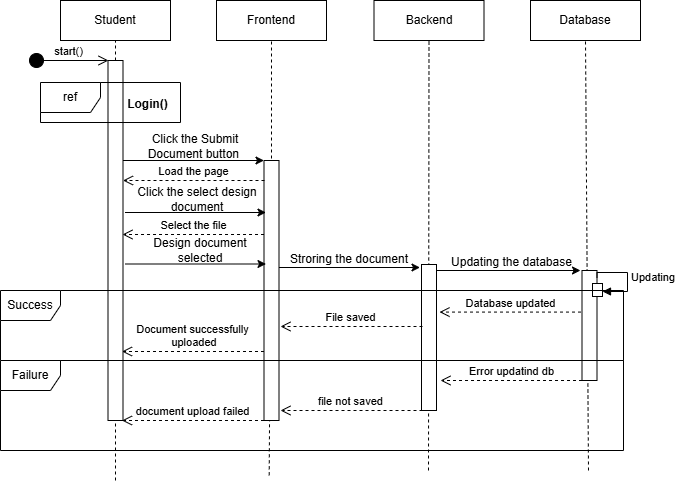 Student
Frontend
Backend
Database
start()
ref
Login()
Click the Submit
Document button
Load the page
Click the select design
document
Select the file
Design document
selected
Stroring the document
Updating the database
Updating
Success
Database updated
File saved
Document successfully
uploaded
Failure
Error updatind db
file not saved
document upload failed